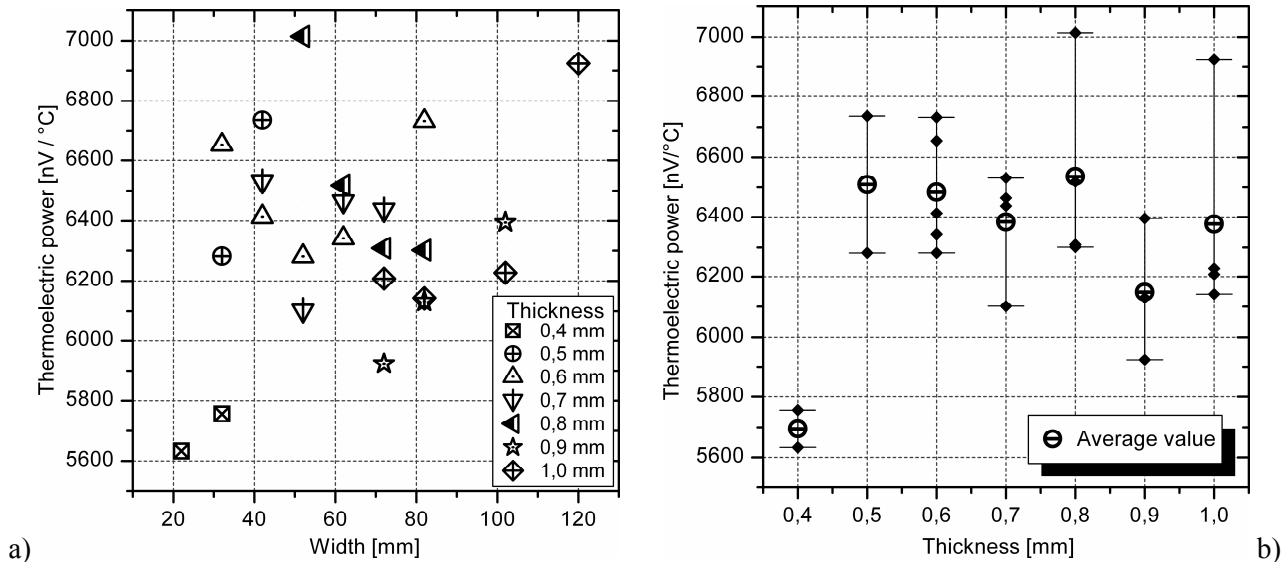 7000
6800
6600
6400
6200
6000
5800
5600
Thermoelectric power [nV / °C]
20 40 60 80 100 120
Width [mm]
Thickness
0,4 mm
0,5 mm
0,6 mm
0,7 mm
0,8 mm
0,9 mm
1,0 mm
a)
7000
6800
6600
6400
6200
6000
5800
5600
Thermoelectric power [nV/°C]
0,4 0,5 0,6 0,7 0,8 0,9 1,0
Thickness [mm]
Average value
b)